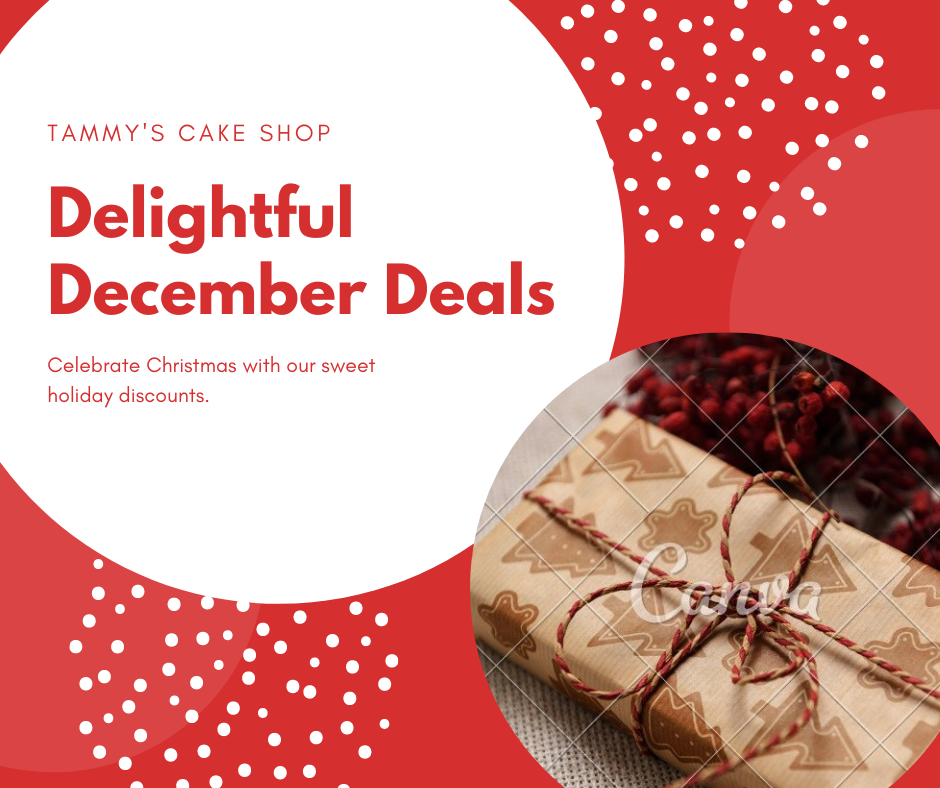 TAMMY'S CAKE SHOP
Delightful
December Deals
Celebrate Christmas with our sweet
holiday discounts.
Canva